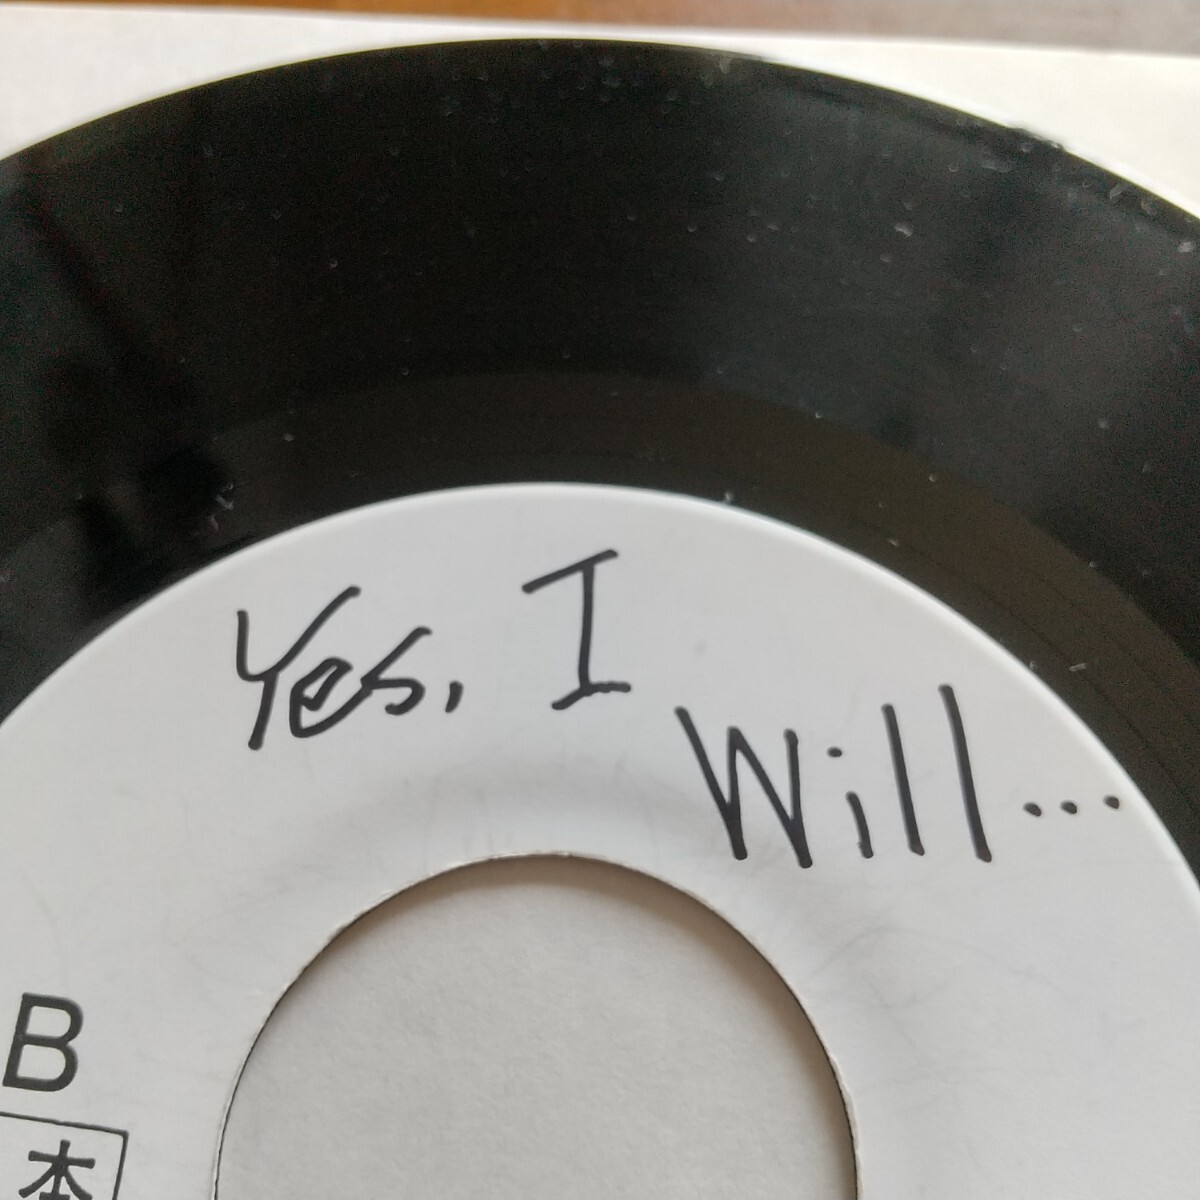 Yes, I
Will...
B
本